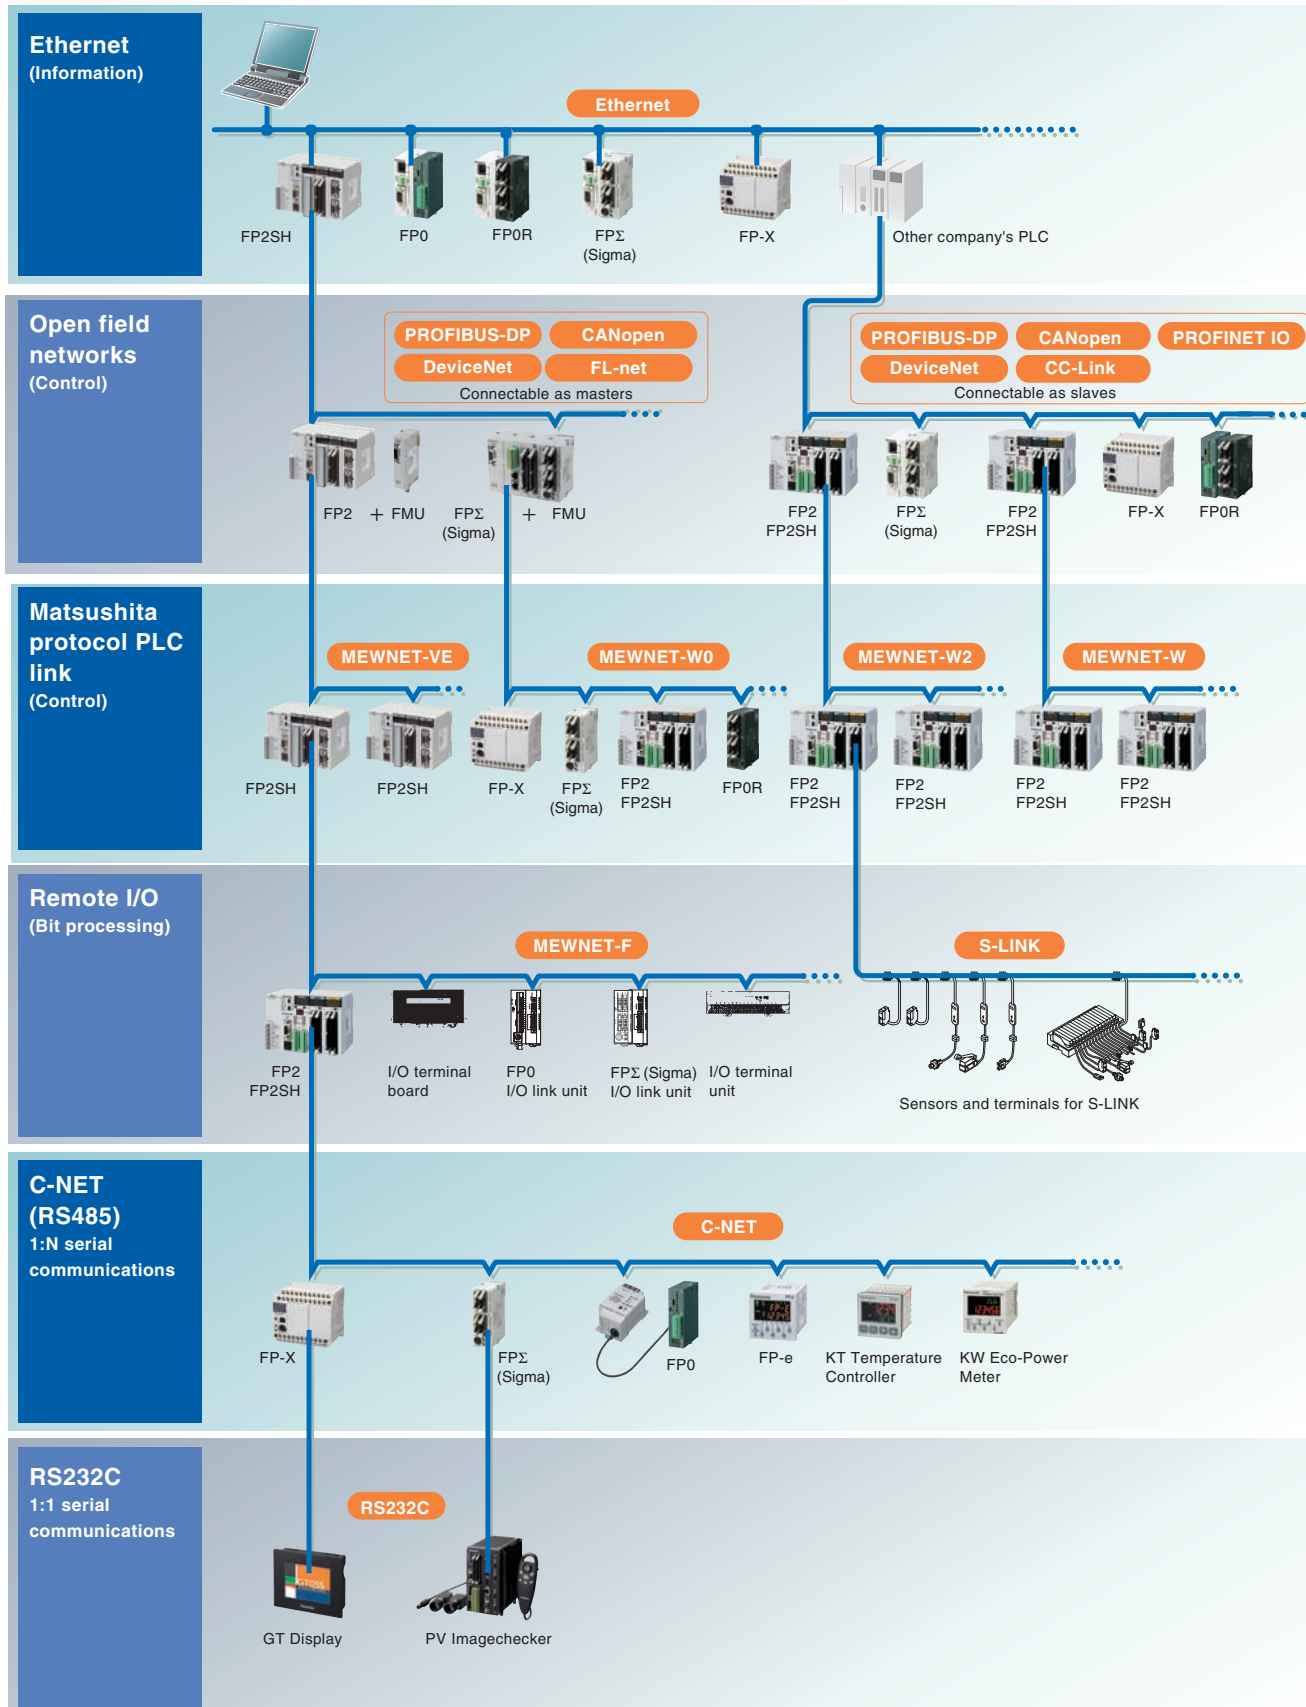 Ethernet
(Information)
Ethernet
FP2SH
FP0
FP0R
FPΣ
(Sigma)
FP-X
Other company's PLC
Open field
networks
(Control)
PROFIBUS-DP
CANopen
DeviceNet
FL-net
Connectable as masters
PROFIBUS-DP
CANopen
PROFINET IO
DeviceNet
CC-Link
Connectable as slaves
FP2 + FMU
FPΣ + FMU
(Sigma)
FP2
FP2SH
FPΣ
(Sigma)
FP2
FP2SH
FP-X
FP0R
Matsushita
protocol PLC
link
(Control)
MEWNET-VE
MEWNET-W0
MEWNET-W2
MEWNET-W
FP2SH
FP2SH
FP-X
FPΣ
(Sigma)
FP2
FP2SH
FP0R
FP2
FP2SH
FP2
FP2SH
FP2
FP2SH
FP2
FP2SH
Remote I/O
(Bit processing)
MEWNET-F
S-LINK
FP2
FP2SH
I/O terminal
board
FP0
I/O link unit
FPΣ (Sigma)
I/O link unit
I/O terminal
unit
Sensors and terminals for S-LINK
C-NET
(RS485)
1:N serial
communications
C-NET
FP-X
FPΣ
(Sigma)
FP0
FP-e
KT Temperature
Controller
KW Eco-Power
Meter
RS232C
1:1 serial
communications
RS232C
GT Display
PV Imagechecker